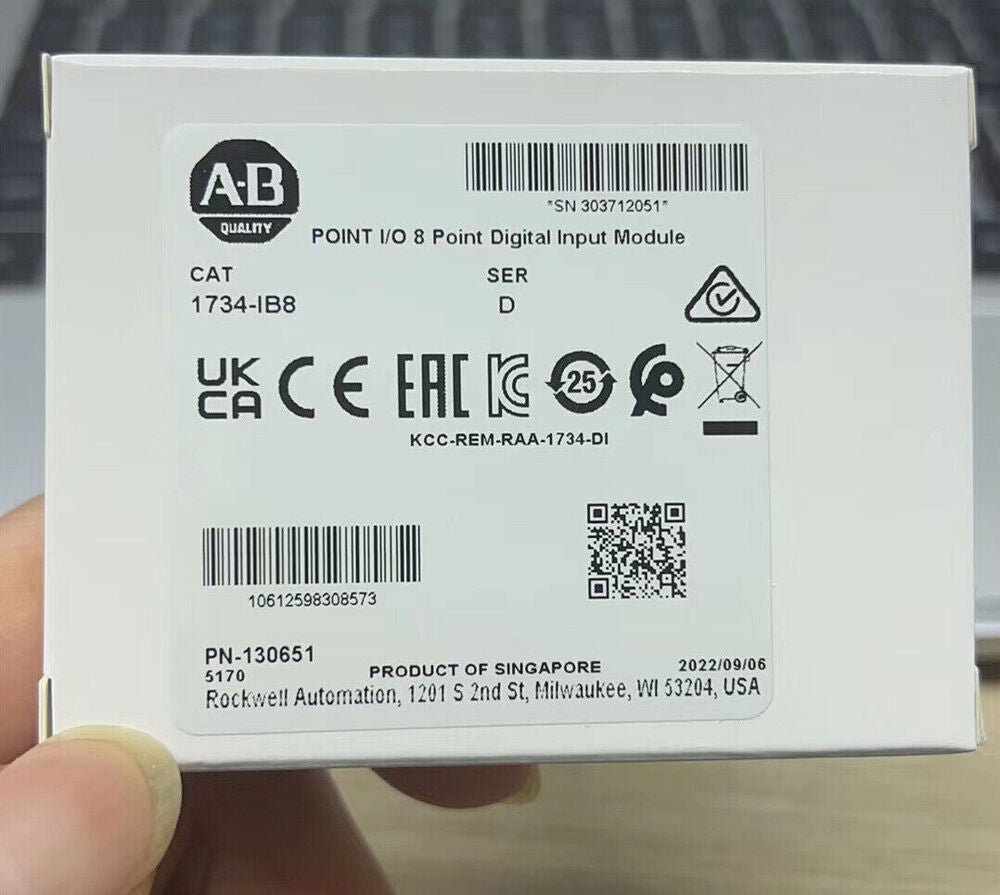 A-B
QUALITY
*SN 303712051*
POINT I/O 8 Point Digital Input Module
CAT
SER
1734-IB8
D
UK
CA
CE
EAC
KC
25
KCC-REM-RAA-1734-DI
10612598308573
PN-130651
5170
PRODUCT OF SINGAPORE
2022/09/06
Rockwell Automation, 1201 S 2nd St, Milwaukee, WI 53204, USA